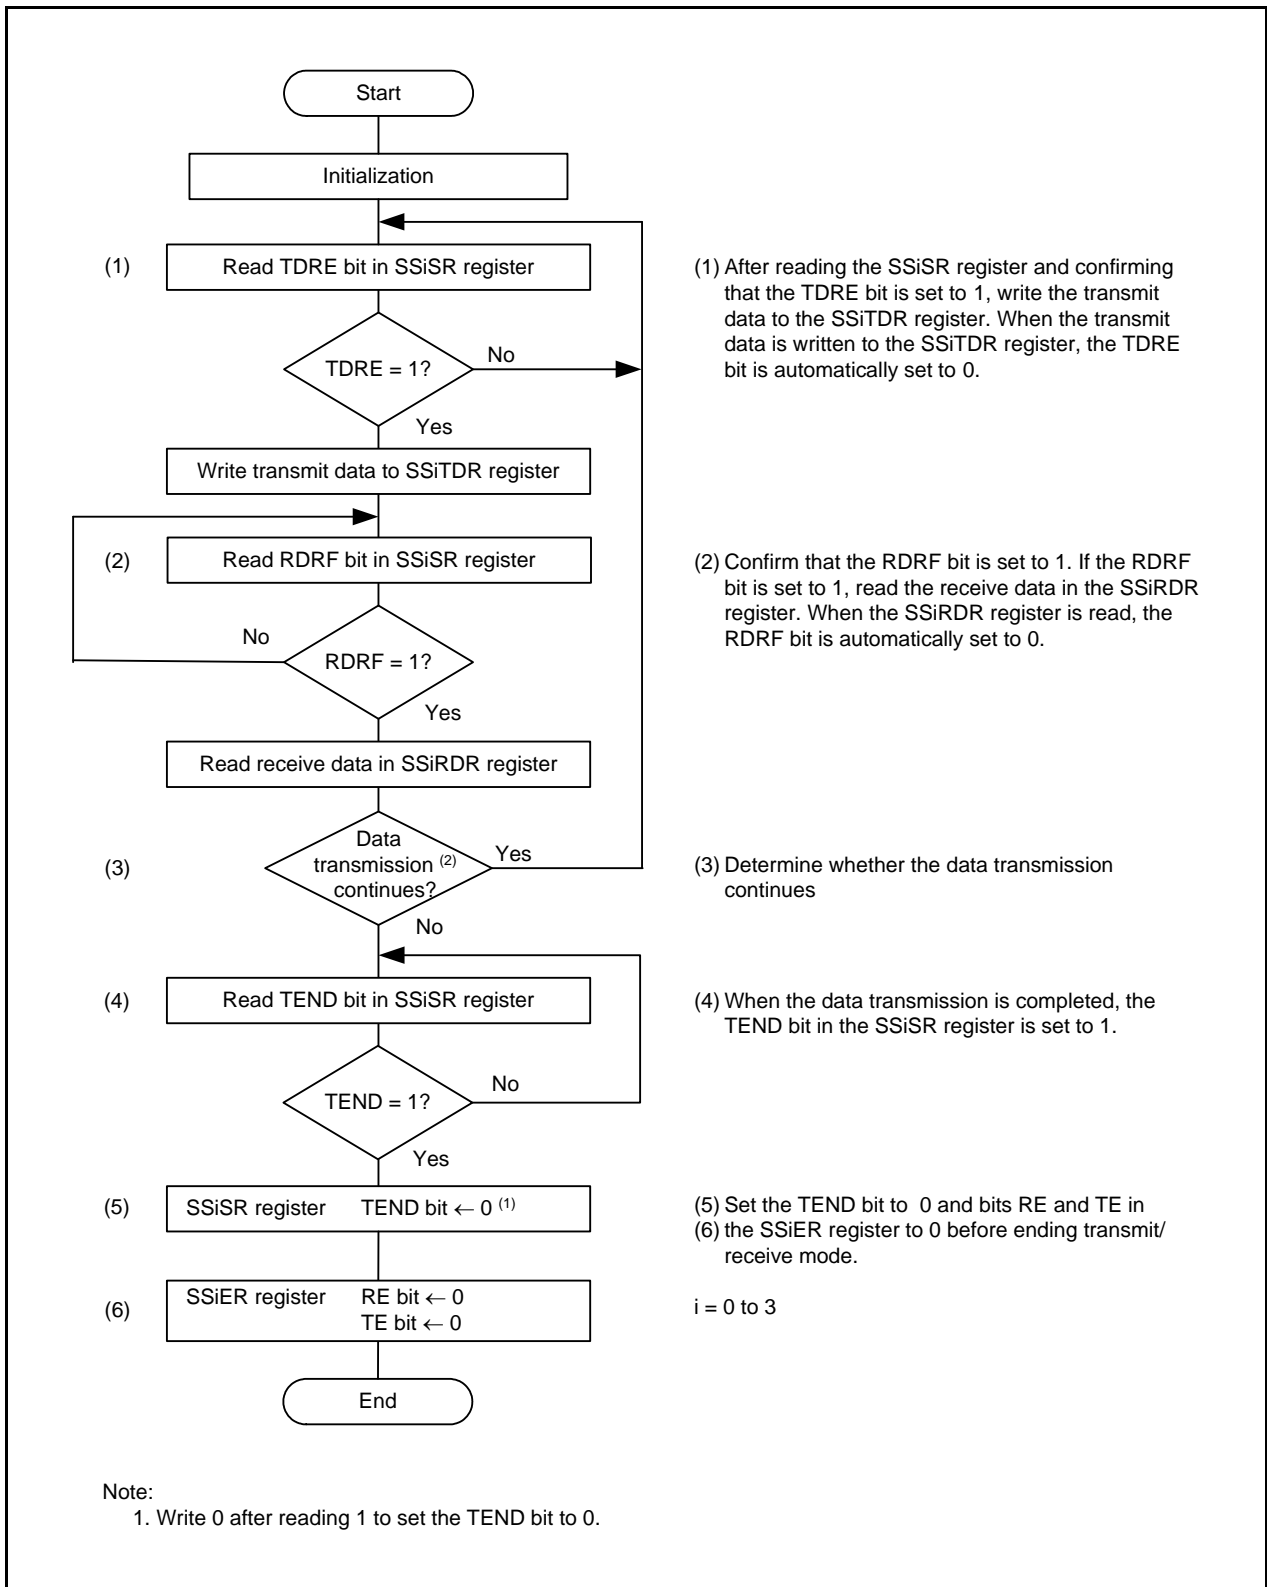 Start
Initialization
(1)
Read TDRE bit in SSiSR register
TDRE = 1?
No
Yes
Write transmit data to SSiTDR register
(2)
Read RDRF bit in SSiSR register
No
RDRF = 1?
Yes
Read receive data in SSiRDR register
(3)
Data
transmission (2)
continues?
Yes
No
(4)
Read TEND bit in SSiSR register
TEND = 1?
No
Yes
(5)
SSiSR register TEND bit ← 0 (1)
(6)
SSiER register RE bit ← 0
TE bit ← 0
End
(1) After reading the SSiSR register and confirming
that the TDRE bit is set to 1, write the transmit
data to the SSiTDR register. When the transmit
data is written to the SSiTDR register, the TDRE
bit is automatically set to 0.
(2) Confirm that the RDRF bit is set to 1. If the RDRF
bit is set to 1, read the receive data in the SSiRDR
register. When the SSiRDR register is read, the
RDRF bit is automatically set to 0.
(3) Determine whether the data transmission
continues
(4) When the data transmission is completed, the
TEND bit in the SSiSR register is set to 1.
(5) Set the TEND bit to 0 and bits RE and TE in
(6) the SSiER register to 0 before ending transmit/
receive mode.
i = 0 to 3
Note:
1. Write 0 after reading 1 to set the TEND bit to 0.